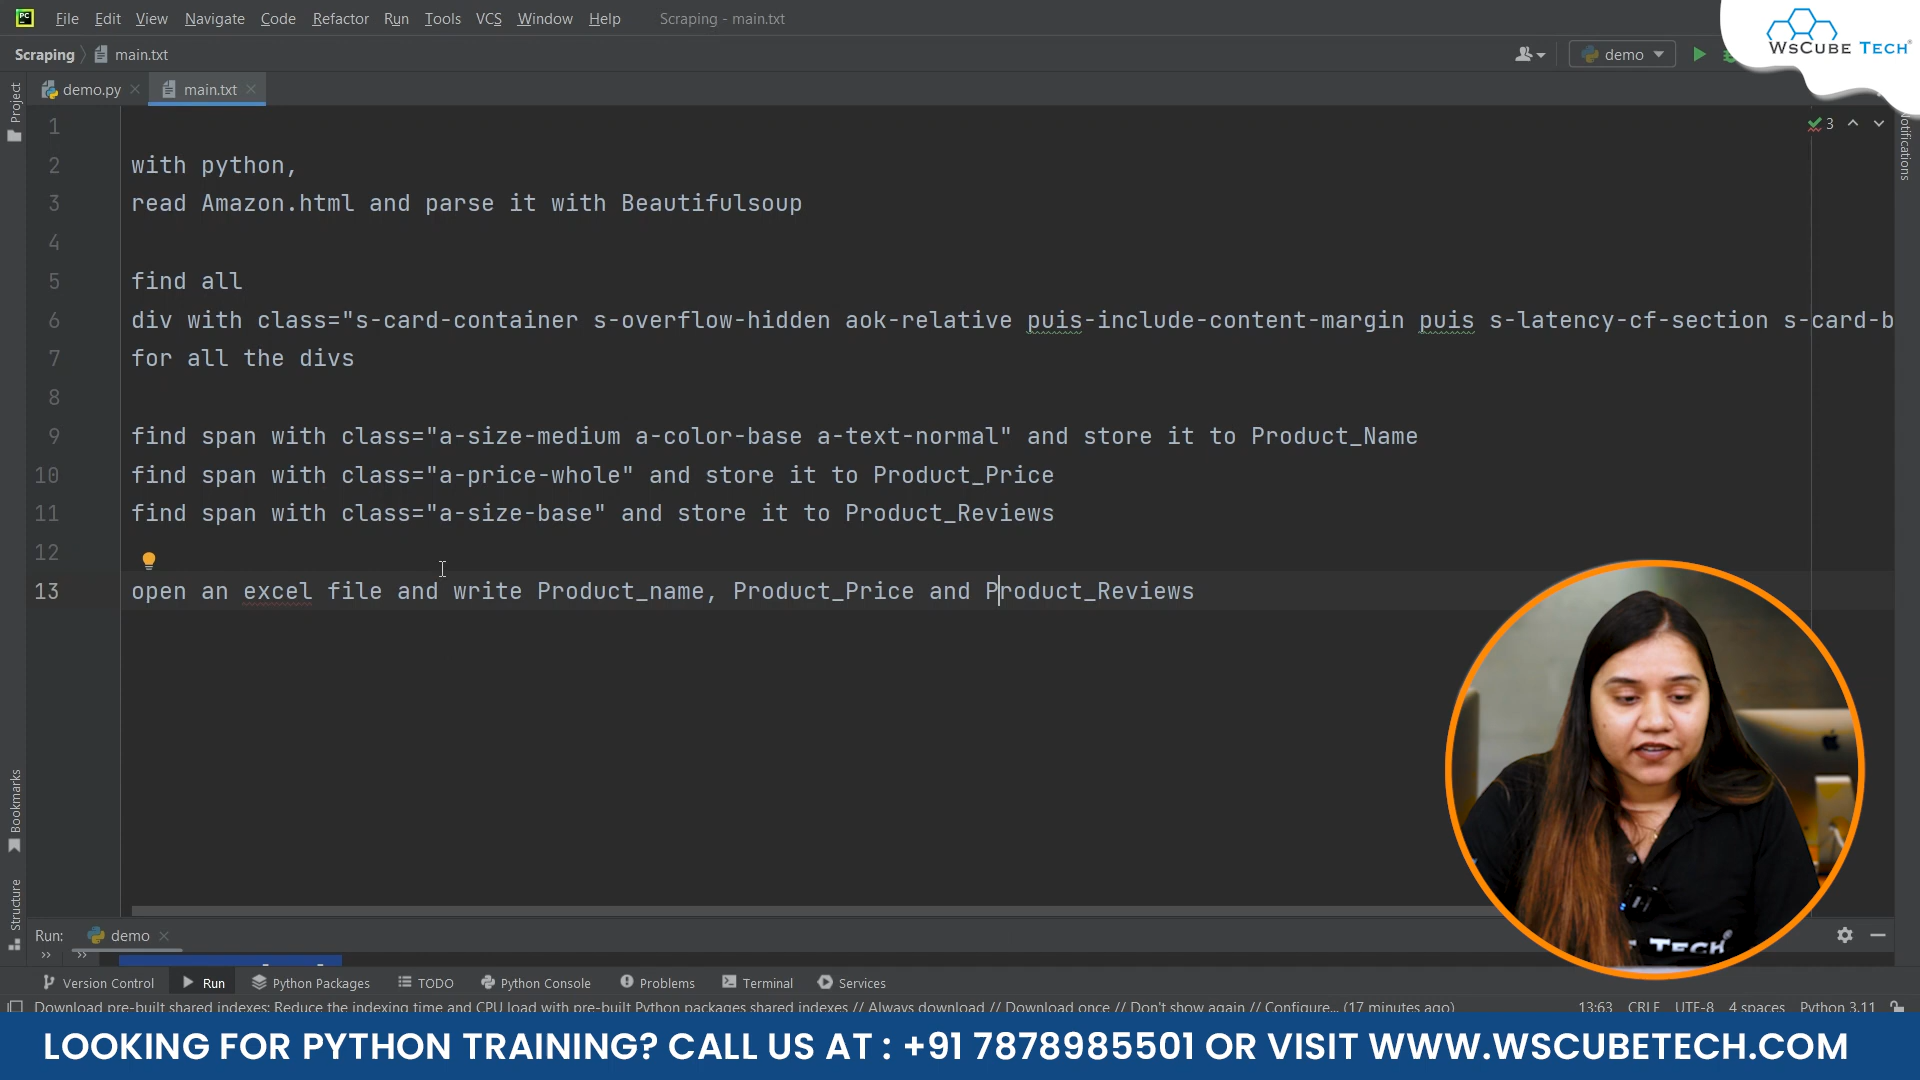 File Edit View Navigate Code Refactor Run Tools VCS Window Help Scraping - main.txt
WsCube Tech
Scraping main.txt demo
Project demo.py main.txt
Notifications
3
1
2 with python,
3 read Amazon.html and parse it with Beautifulsoup
4
5 find all
6 div with class="s-card-container s-overflow-hidden aok-relative puis-include-content-margin puis s-latency-cf-section s-card-b
7 for all the divs
8
9 find span with class="a-size-medium a-color-base a-text-normal" and store it to Product_Name
10 find span with class="a-price-whole" and store it to Product_Price
11 find span with class="a-size-base" and store it to Product_Reviews
12
13 open an excel file and write Product_name, Product_Price and Product_Reviews
Bookmarks
Structure
TECH
Run: demo
Version Control Run Python Packages TODO Python Console Problems Terminal Services
Download pre-built shared indexes: Reduce the indexing time and CPU load with pre-built Python packages shared indexes // Always download // Download once // Don't show again // Configure... (17 minutes ago) 13:63 CRLF UTF-8 4 spaces Python 3.11
LOOKING FOR PYTHON TRAINING? CALL US AT : +91 7878985501 OR VISIT WWW.WSCUBETECH.COM